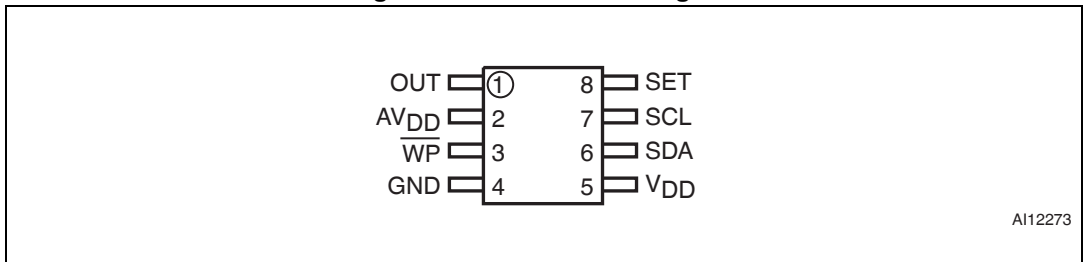 OUT 1 8 SET
AVDD 2 7 SCL
WP 3 6 SDA
GND 4 5 VDD
AI12273